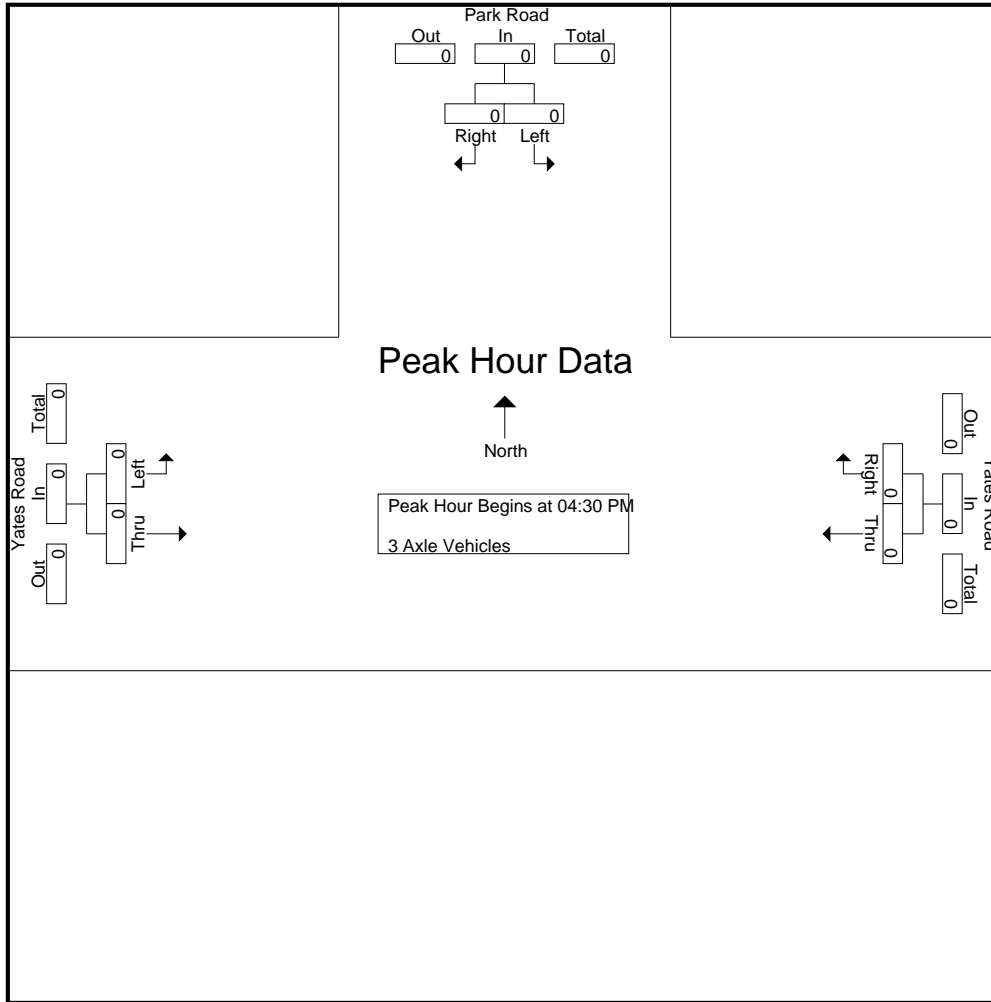 Park Road
Out In Total
0 0 0
0 0
Right Left
Peak Hour Data
North
Peak Hour Begins at 04:30 PM
3 Axle Vehicles
Yates Road
Total In Out
0 0 0
0 0
Left Thru
Yates Road
Out In Total
0 0 0
0 0
Right Thru